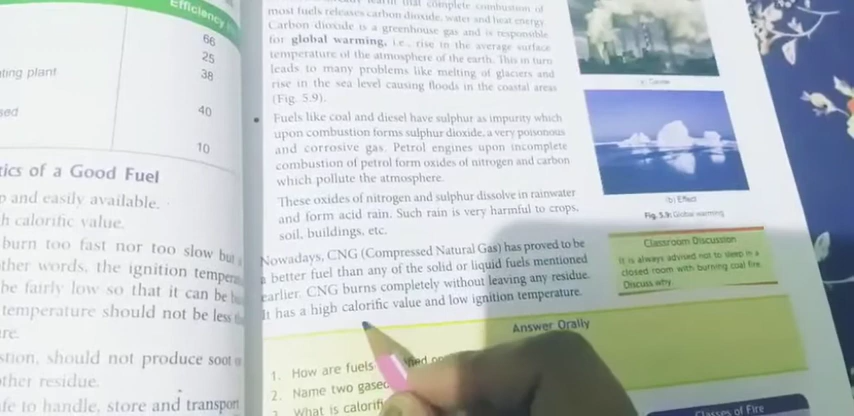 Efficiency
66
25
ting plant
38
sed
40
10
tics of a Good Fuel
and easily available.
h calorific value.
burn too fast nor too slow but
ther words, the ignition
be fairly low so that it can be
temperature should not be less
re.
stion, should not produce soot
ther residue.
fe to handle, store and transport
that complete combustion of
most fuels releases carbon dioxide, water and heat energy.
Carbon dioxide is a greenhouse gas and is responsible
for global warming, i.e., rise in the average surface
temperature of the atmosphere of the earth. This in turn
leads to many problems like melting of glaciers and
rise in the sea level causing floods in the coastal areas
(Fig. 5.9).
• Fuels like coal and diesel have sulphur as impurity which
upon combustion forms sulphur dioxide, a very poisonous
and corrosive gas. Petrol engines upon incomplete
combustion of petrol form oxides of nitrogen and carbon
which pollute the atmosphere.
These oxides of nitrogen and sulphur dissolve in rainwater
and form acid rain. Such rain is very harmful to crops,
soil, buildings, etc.
Nowadays, CNG (Compressed Natural Gas) has proved to be
a better fuel than any of the solid or liquid fuels mentioned
earlier. CNG burns completely without leaving any residue.
It has a high calorific value and low ignition temperature.
Answer Orally
1. How are fuels
2. Name two
3. What is
(a) Cause
(b) Effect
Fig. 5.9: Global warming
Classroom Discussion
It is always advised not to sleep in a
closed room with burning coal fire.
Discuss why.
Classes of Fire